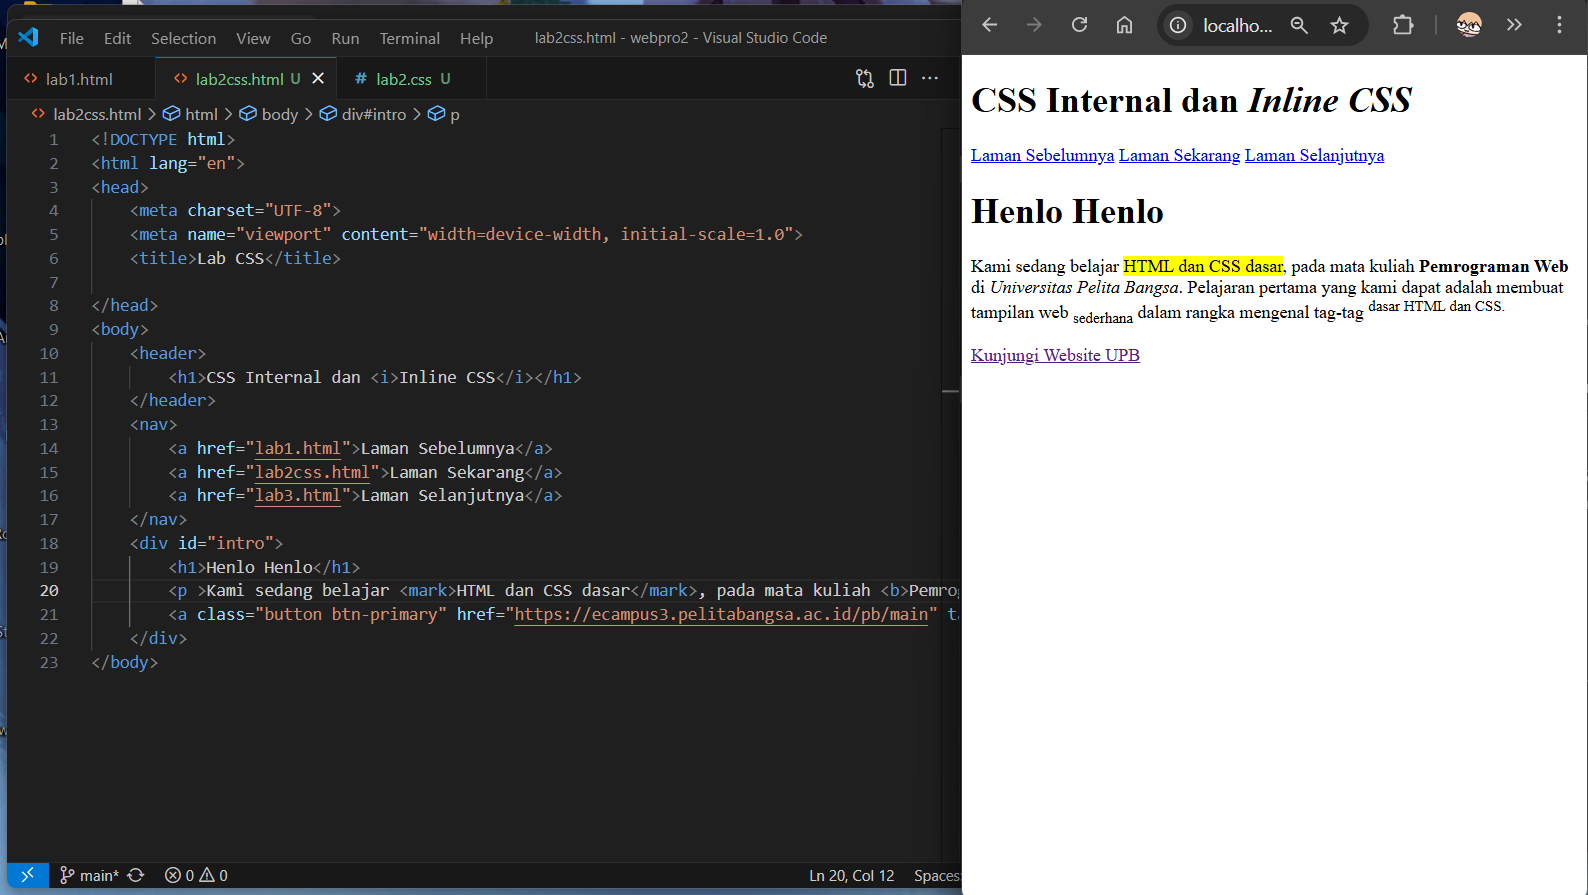 File Edit Selection View Go Run Terminal Help lab2css.html - webpro2 - Visual Studio Code
lab1.html lab2css.html U lab2.css U
lab2css.html > html > body > div#intro > p
1 <!DOCTYPE html>
2 <html lang="en">
3 <head>
4 <meta charset="UTF-8">
5 <meta name="viewport" content="width=device-width, initial-scale=1.0">
6 <title>Lab CSS</title>
7
8 </head>
9 <body>
10 <header>
11 <h1>CSS Internal dan <i>Inline CSS</i></h1>
12 </header>
13 <nav>
14 <a href="lab1.html">Laman Sebelumnya</a>
15 <a href="lab2css.html">Laman Sekarang</a>
16 <a href="lab3.html">Laman Selanjutnya</a>
17 </nav>
18 <div id="intro">
19 <h1>Henlo Henlo</h1>
20 <p >Kami sedang belajar <mark>HTML dan CSS dasar</mark>, pada mata kuliah <b>Pemrog
21 <a class="button btn-primary" href="https://ecampus3.pelitabangsa.ac.id/pb/main" ta
22 </div>
23 </body>
main* 0 0 Ln 20, Col 12 Spaces:
localho...
CSS Internal dan Inline CSS
Laman Sebelumnya Laman Sekarang Laman Selanjutnya
Henlo Henlo
Kami sedang belajar HTML dan CSS dasar, pada mata kuliah Pemrograman Web
di Universitas Pelita Bangsa. Pelajaran pertama yang kami dapat adalah membuat
tampilan web sederhana dalam rangka mengenal tag-tag dasar HTML dan CSS.
Kunjungi Website UPB